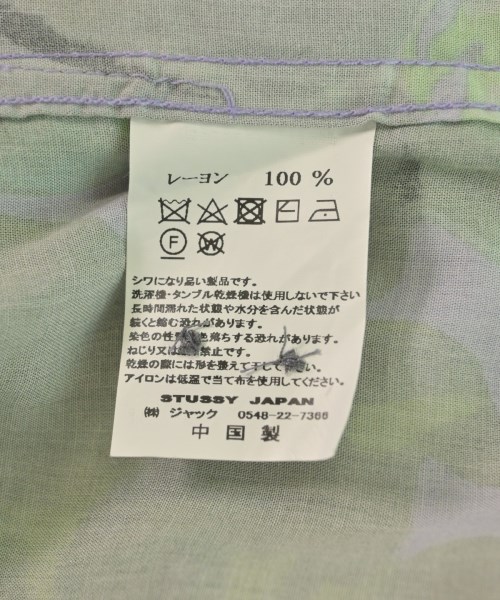 レーヨン 100 %
F W
シワになり易い製品です。
洗濯機・タンブル乾燥機は使用しないで下さい
長時間濡れた状態や水分を含んだ状態が
続くと縮む恐れがあります。
染色の性質 色落ちする恐れがあります。
ねじり又は 禁止です。
乾燥の際には形を整えて干して下さい。
アイロンは低温で当て布を使用してください。
STUSSY JAPAN
㈱ ジャック 0548-22-7366
中国製